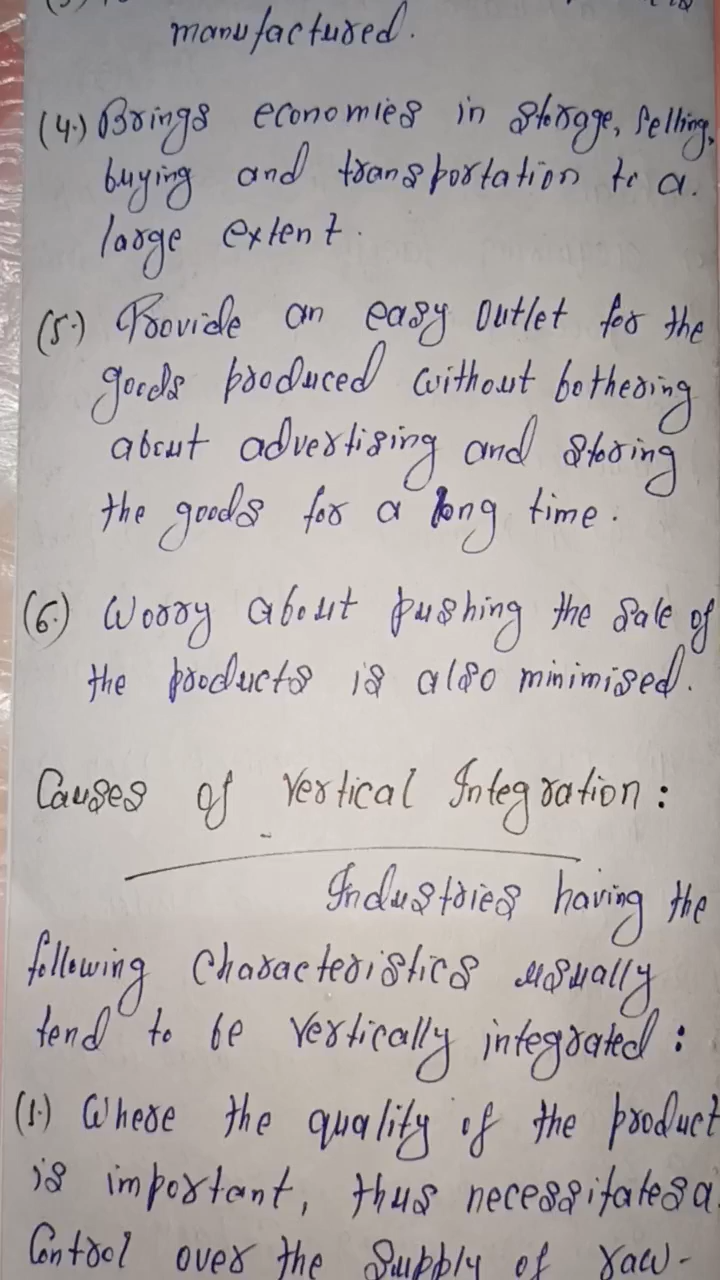 manufactured.
(4.) Brings economies in storage, selling,
buying and transportation to a
large extent.
(5.) Provide an easy outlet for the
goods produced without bothering
about advertising and storing
the goods for a long time.
(6.) Worry about pushing the sale of
the products is also minimised.
Causes of Vertical Integration :
Industries having the
following characteristics usually
tend to be vertically integrated :
(1.) Where the quality of the product
is important, thus necessitates a
Control over the supply of raw-